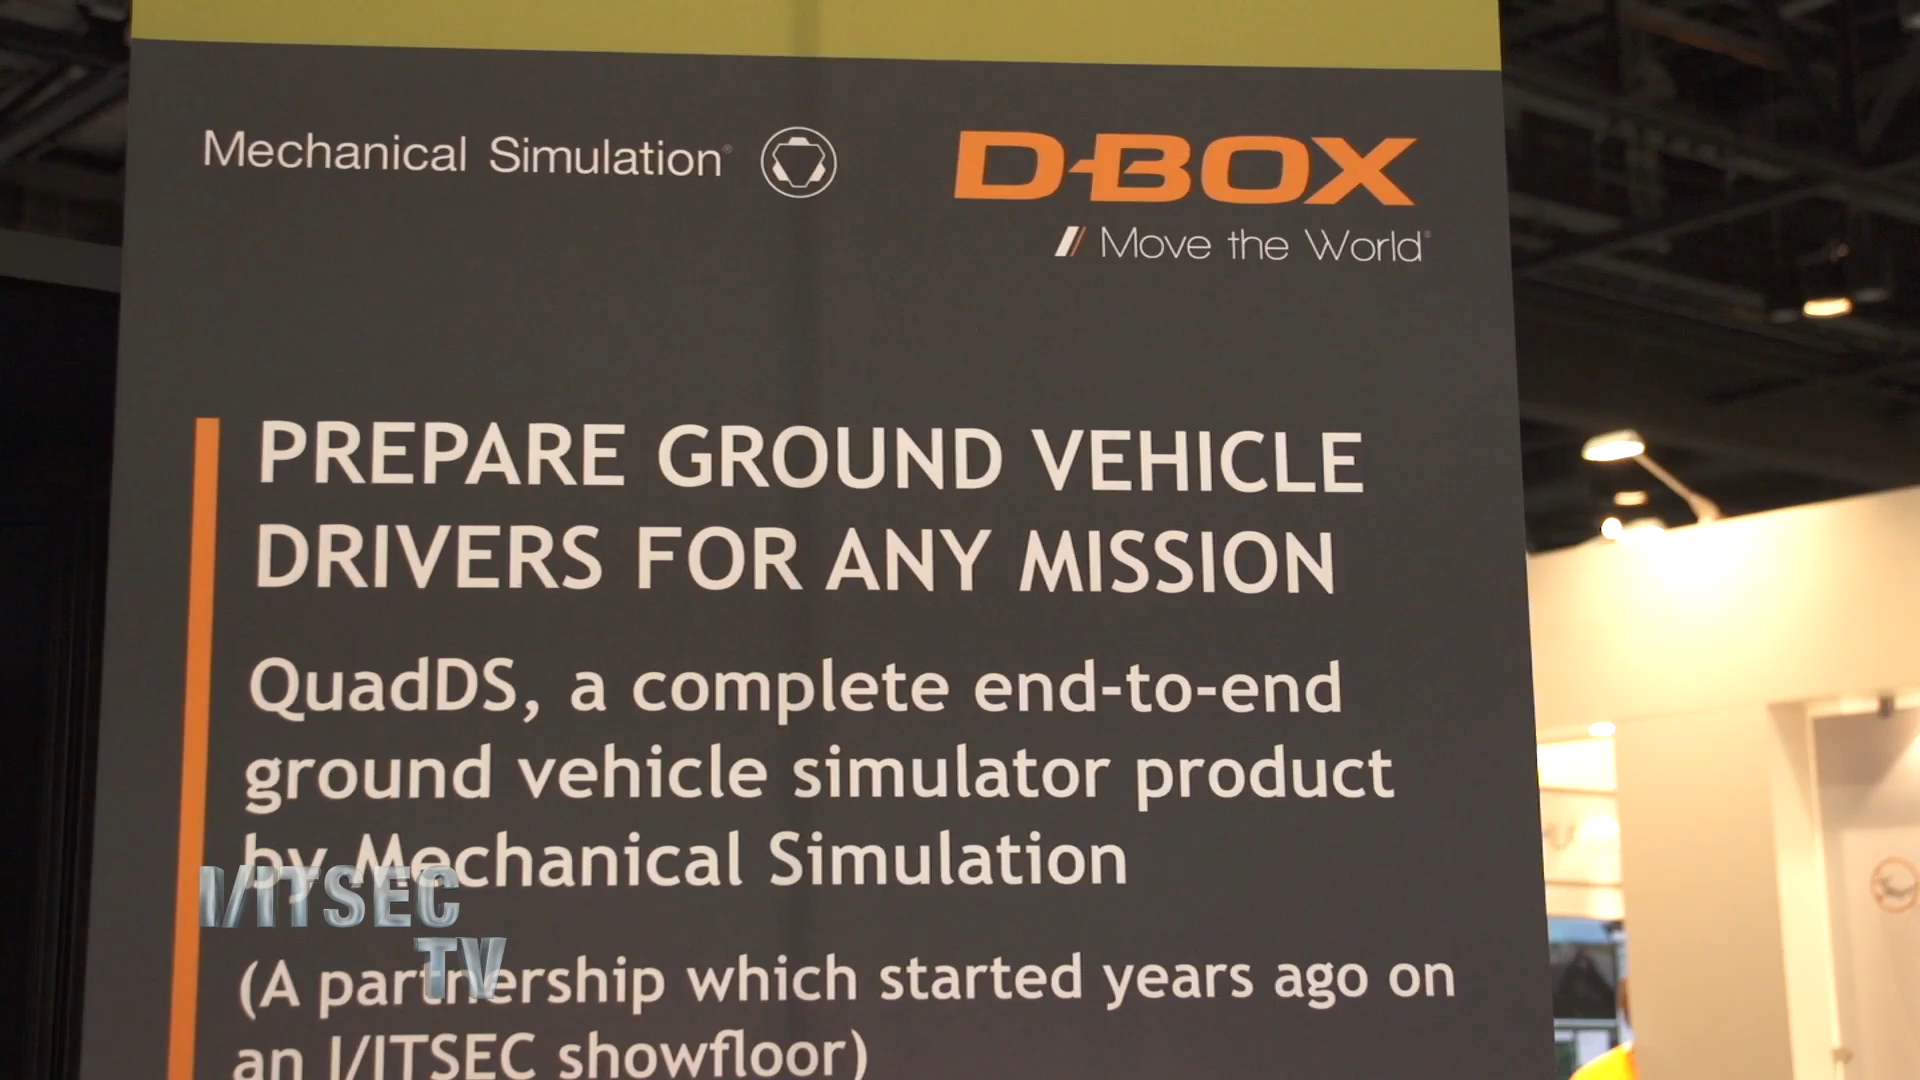 Mechanical Simulation®
D-BOX
Move the World®
PREPARE GROUND VEHICLE
DRIVERS FOR ANY MISSION
QuadDS, a complete end-to-end
ground vehicle simulator product
by Mechanical Simulation
(A partnership which started years ago on
an I/ITSEC showfloor)
I/ITSEC
TV